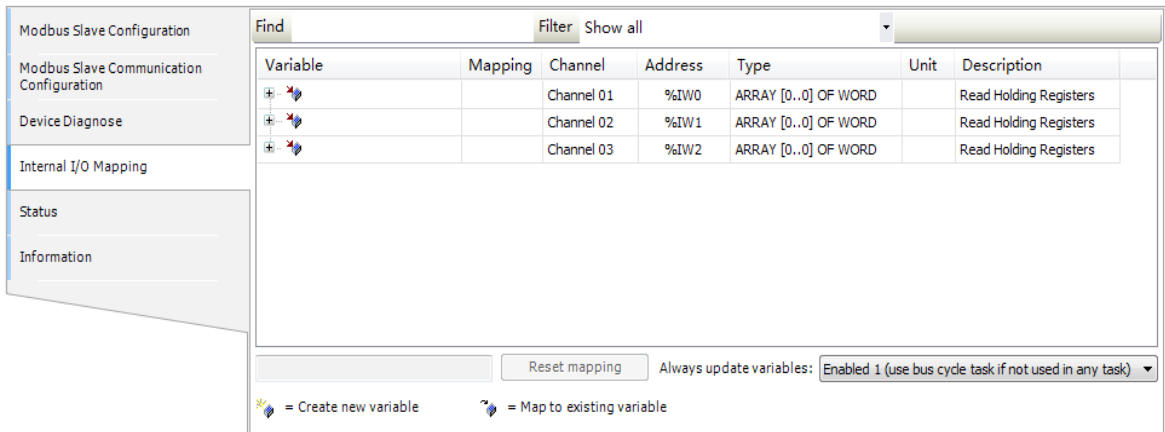 Modbus Slave Configuration
Modbus Slave Communication
Configuration
Device Diagnose
Internal I/O Mapping
Status
Information
Find Filter Show all
Variable Mapping Channel Address Type Unit Description
Channel 01 %IW0 ARRAY [0..0] OF WORD Read Holding Registers
Channel 02 %IW1 ARRAY [0..0] OF WORD Read Holding Registers
Channel 03 %IW2 ARRAY [0..0] OF WORD Read Holding Registers
Reset mapping Always update variables: Enabled 1 (use bus cycle task if not used in any task)
= Create new variable = Map to existing variable